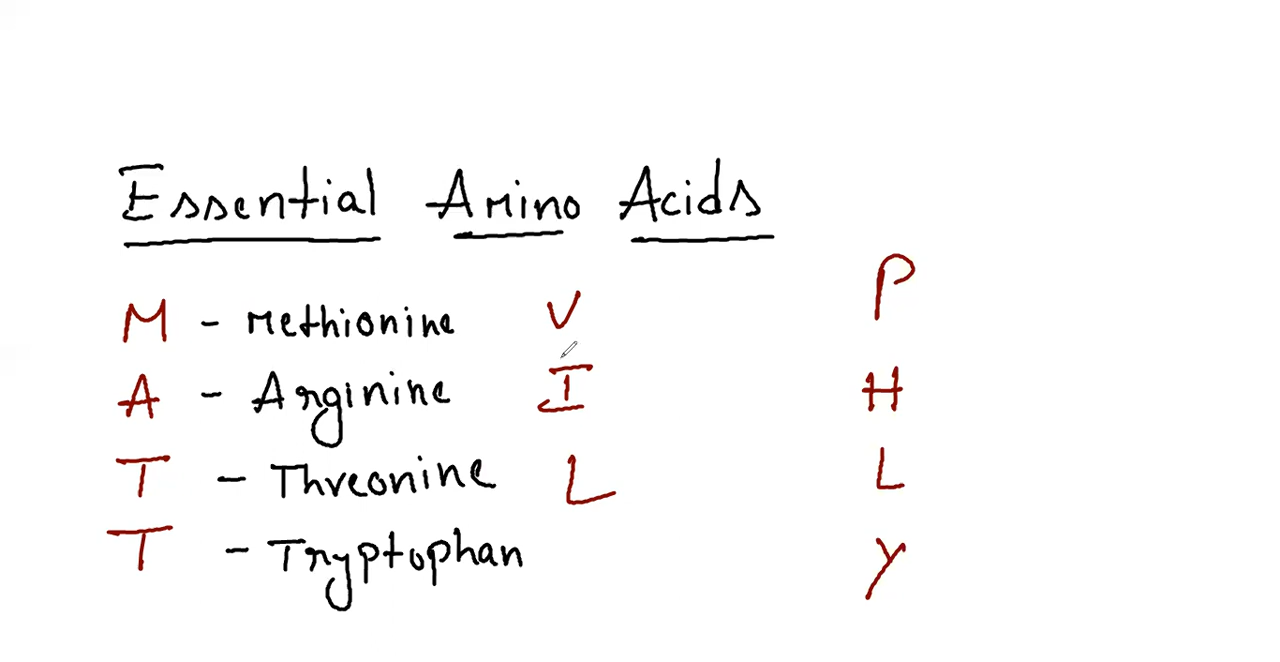 Essential Amino Acids
M - Methionine
A - Arginine
T - Threonine
T - Tryptophan
V
I
L
P
H
L
Y